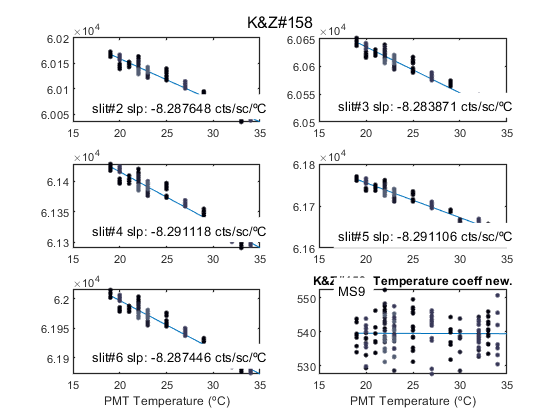 K&Z#158
×10⁴
6.02
6.015
6.01
6.005
15 20 25 30 35
slit#2 slp: -8.287648 cts/sc/ºC
×10⁴
6.065
6.06
6.055
6.05
15 20 25 30 35
slit#3 slp: -8.283871 cts/sc/ºC
×10⁴
6.14
6.135
6.13
15 20 25 30 35
slit#4 slp: -8.291118 cts/sc/ºC
×10⁴
6.18
6.17
6.16
15 20 25 30 35
slit#5 slp: -8.291106 cts/sc/ºC
×10⁴
6.2
6.195
6.19
15 20 25 30 35
slit#6 slp: -8.287446 cts/sc/ºC
PMT Temperature (ºC)
Temperature coeff new.
MS9
550
540
530
15 20 25 30 35
PMT Temperature (ºC)